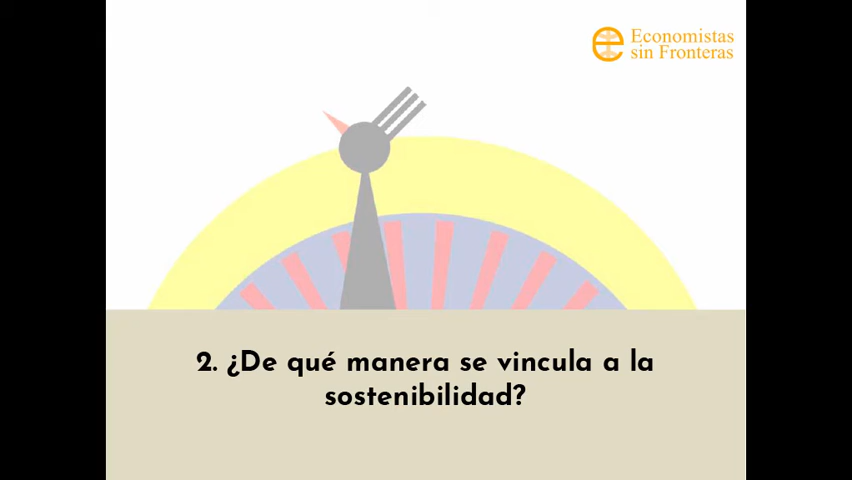 Economistas
sin Fronteras
2. ¿De qué manera se vincula a la
sostenibilidad?